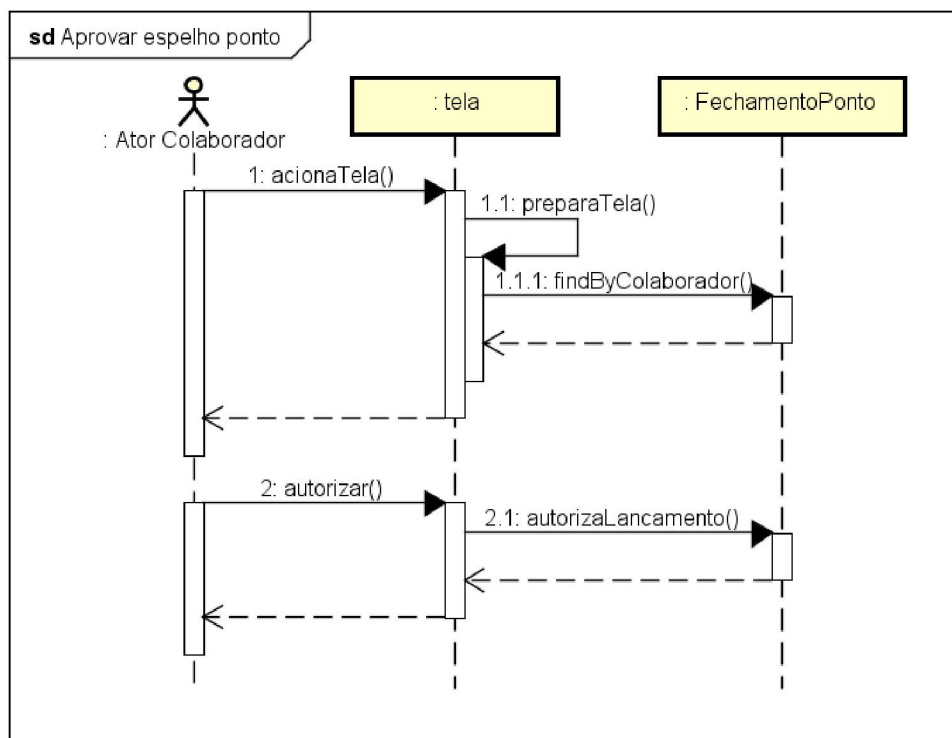 sd Aprovar espelho ponto
: tela
: FechamentoPonto
: Ator Colaborador
1: acionaTela()
1.1: preparaTela()
1.1.1: findByColaborador()
2: autorizar()
2.1: autorizaLancamento()